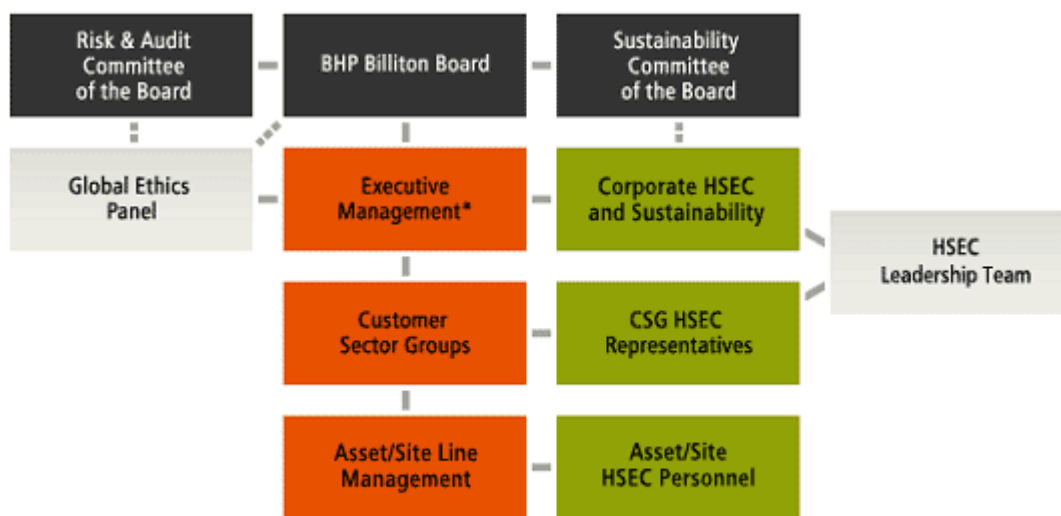 Risk & Audit
Committee
of the Board
BHP Billiton Board
Sustainability
Committee
of the Board
Global Ethics
Panel
Executive
Management*
Corporate HSEC
and Sustainability
HSEC
Leadership Team
Customer
Sector Groups
CSG HSEC
Representatives
Asset/Site Line
Management
Asset/Site
HSEC Personnel